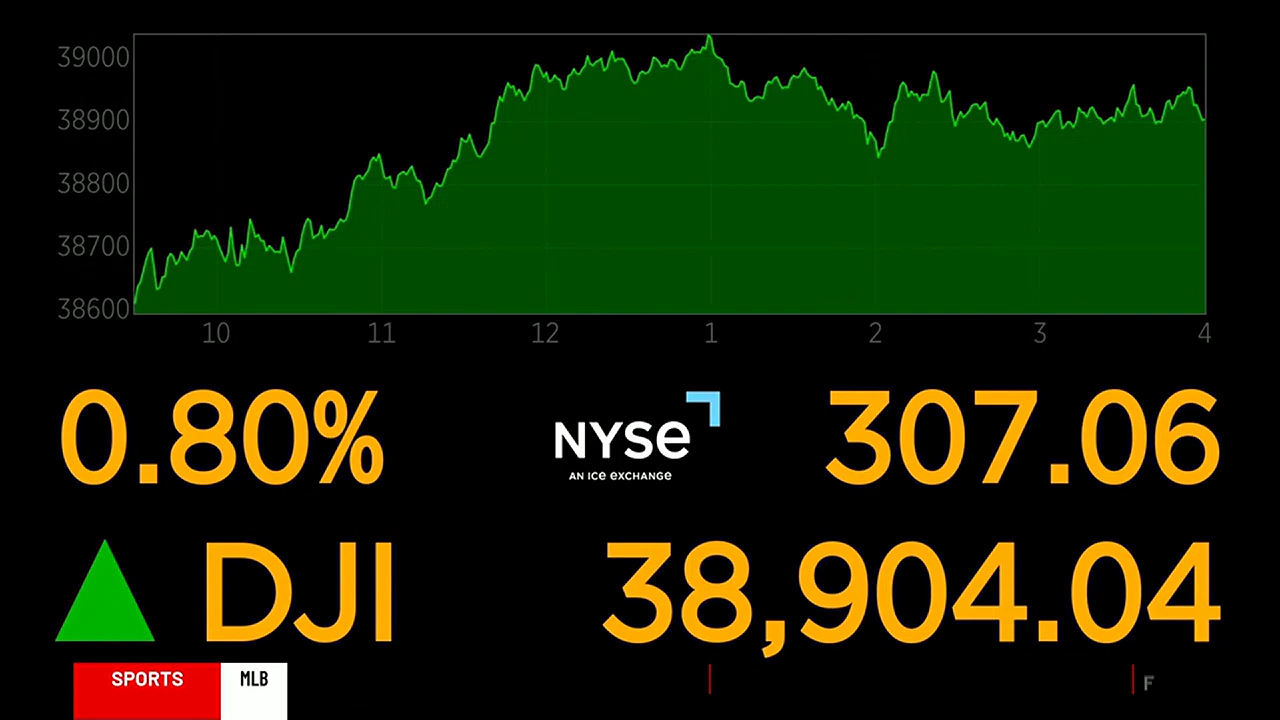 39000
38900
38800
38700
38600
10 11 12 1 2 3 4
0.80%
NYSE
AN ICE EXCHANGE
307.06
DJI
38,904.04
SPORTS MLB
F